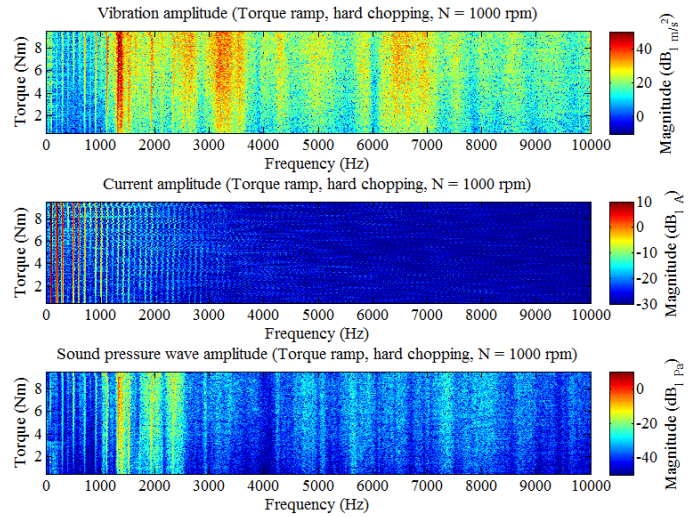 Vibration amplitude (Torque ramp, hard chopping, N = 1000 rpm)
Torque (Nm)
8
6
4
2
0 1000 2000 3000 4000 5000 6000 7000 8000 9000 10000
Frequency (Hz)
40
20
0
Magnitude (dB1 m/s²)
Current amplitude (Torque ramp, hard chopping, N = 1000 rpm)
Torque (Nm)
8
6
4
2
0 1000 2000 3000 4000 5000 6000 7000 8000 9000 10000
Frequency (Hz)
10
0
-10
-20
-30
Magnitude (dB1 A)
Sound pressure wave amplitude (Torque ramp, hard chopping, N = 1000 rpm)
Torque (Nm)
8
6
4
2
0 1000 2000 3000 4000 5000 6000 7000 8000 9000 10000
Frequency (Hz)
0
-20
-40
Magnitude (dB1 Pa)